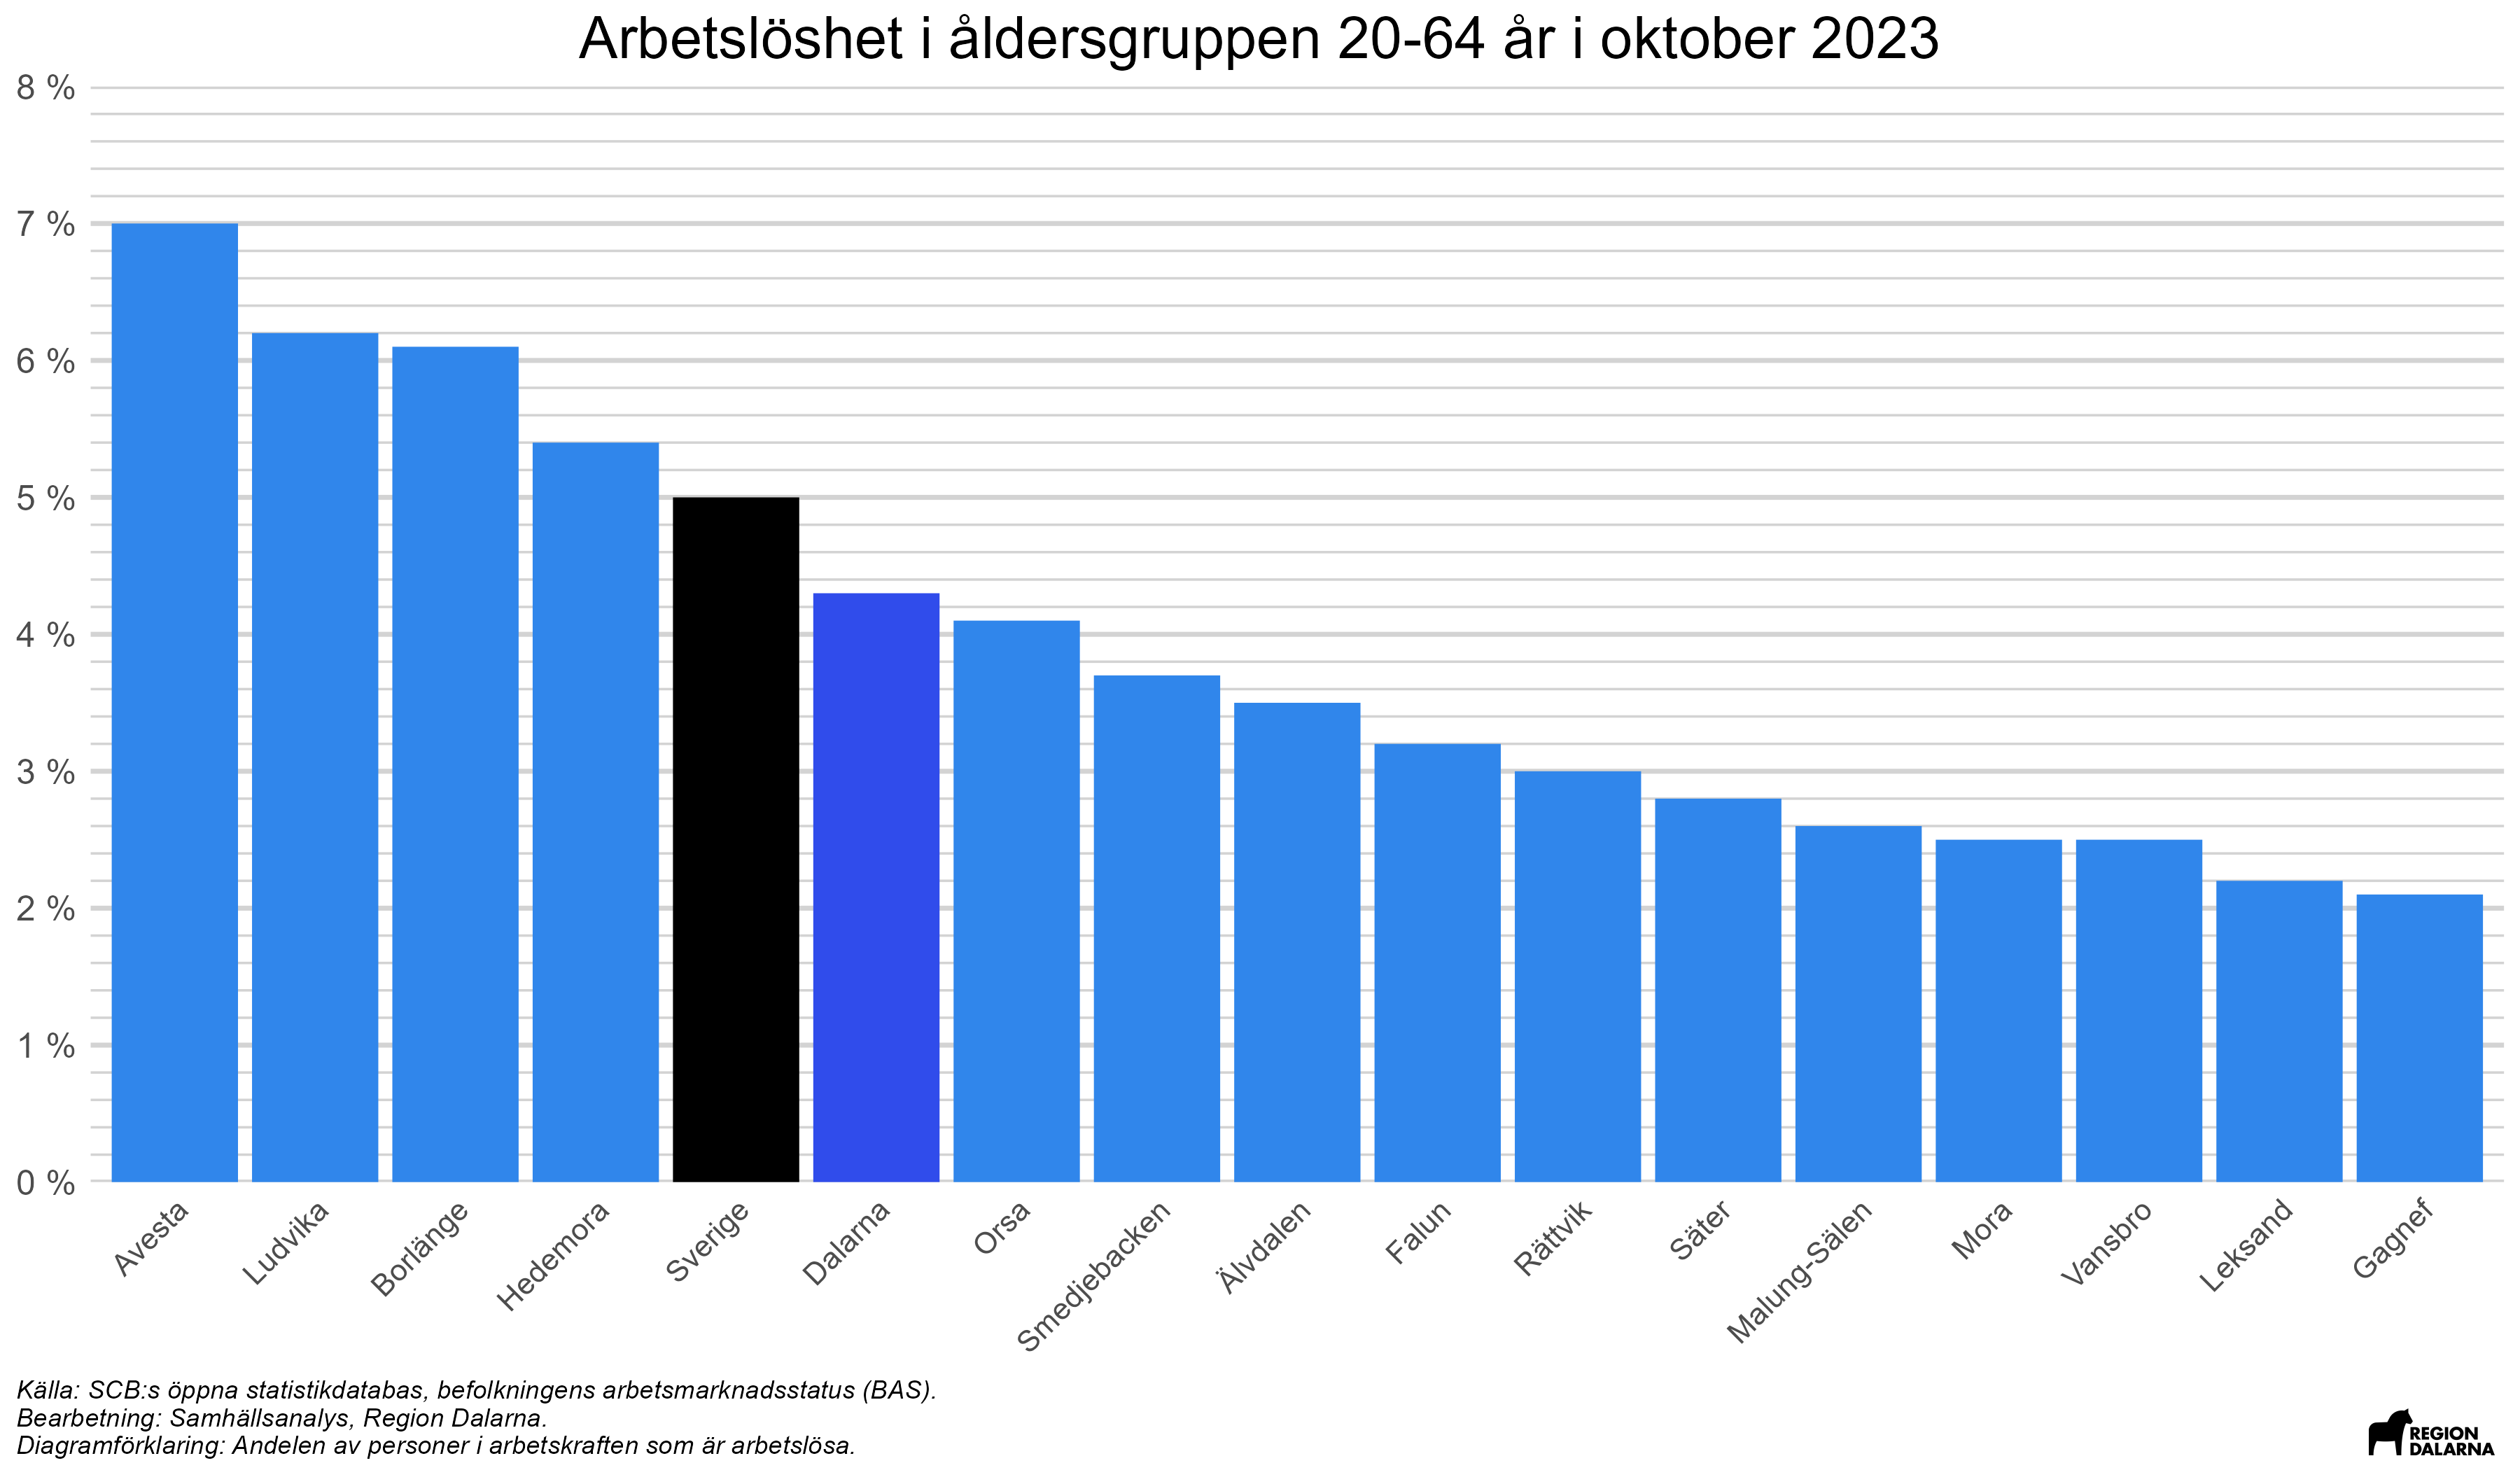 Arbetslöshet i åldersgruppen 20-64 år i oktober 2023
8 %
7 %
6 %
5 %
4 %
3 %
2 %
1 %
0 %
Avesta
Ludvika
Borlänge
Hedemora
Sverige
Dalarna
Orsa
Smedjebacken
Älvdalen
Falun
Rättvik
Säter
Malung-Sälen
Mora
Vansbro
Leksand
Gagnef
Källa: SCB:s öppna statistikdatabas, befolkningens arbetsmarknadsstatus (BAS).
Bearbetning: Samhällsanalys, Region Dalarna.
Diagramförklaring: Andelen av personer i arbetskraften som är arbetslösa.
REGION
DALARNA